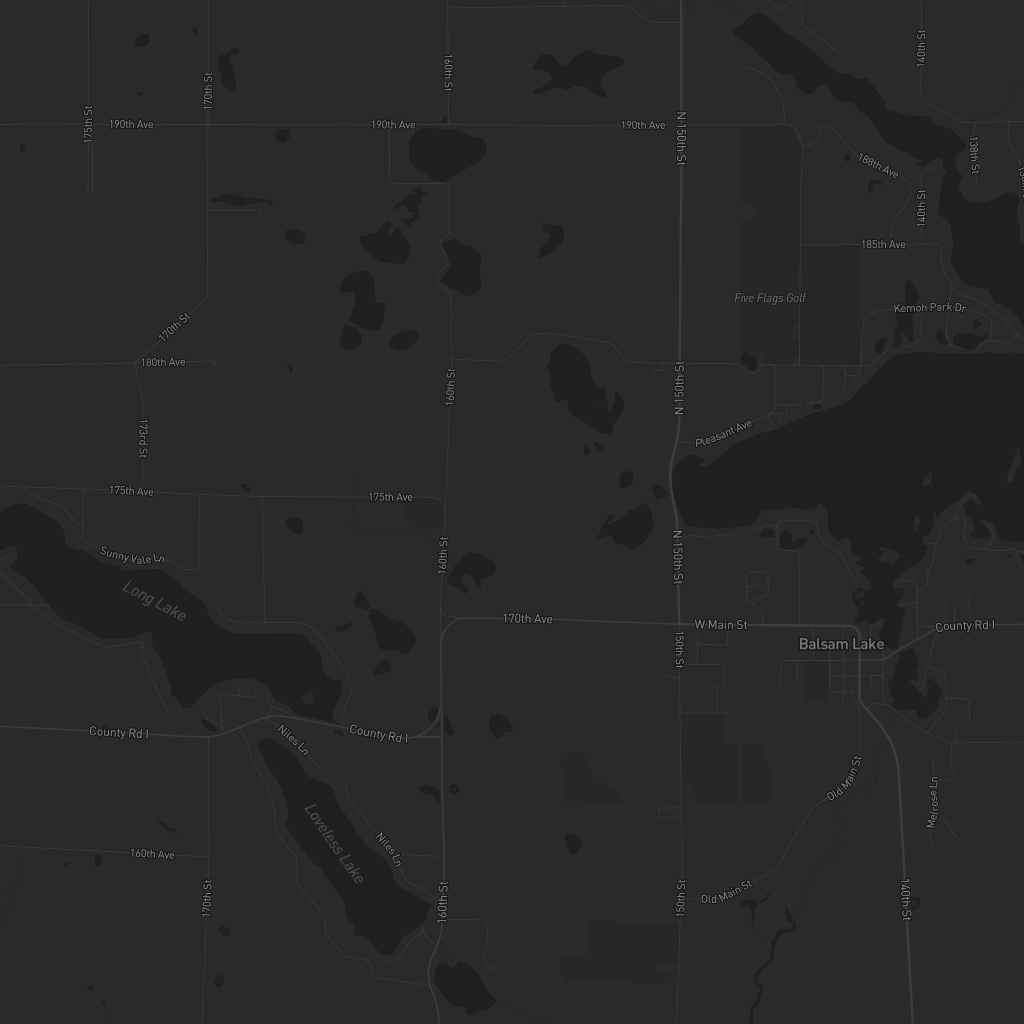 140th St
160th St
170th St
175th St
190th Ave
190th Ave
190th Ave
N 150th St
188th Ave
138th St
140th St
185th Ave
Five Flags Golf
Kemoh Park Dr
170th St
180th Ave
160th St
N 150th St
173rd St
Pleasant Ave
175th Ave
175th Ave
Sunny Vale Ln
160th St
N 150th St
Long Lake
170th Ave
W Main St
County Rd I
150th St
Balsam Lake
County Rd I
Niles Ln
County Rd I
Old Main St
Melrose Ln
Loveless Lake
Niles Ln
160th Ave
170th St
160th St
150th St
Old Main St
140th St